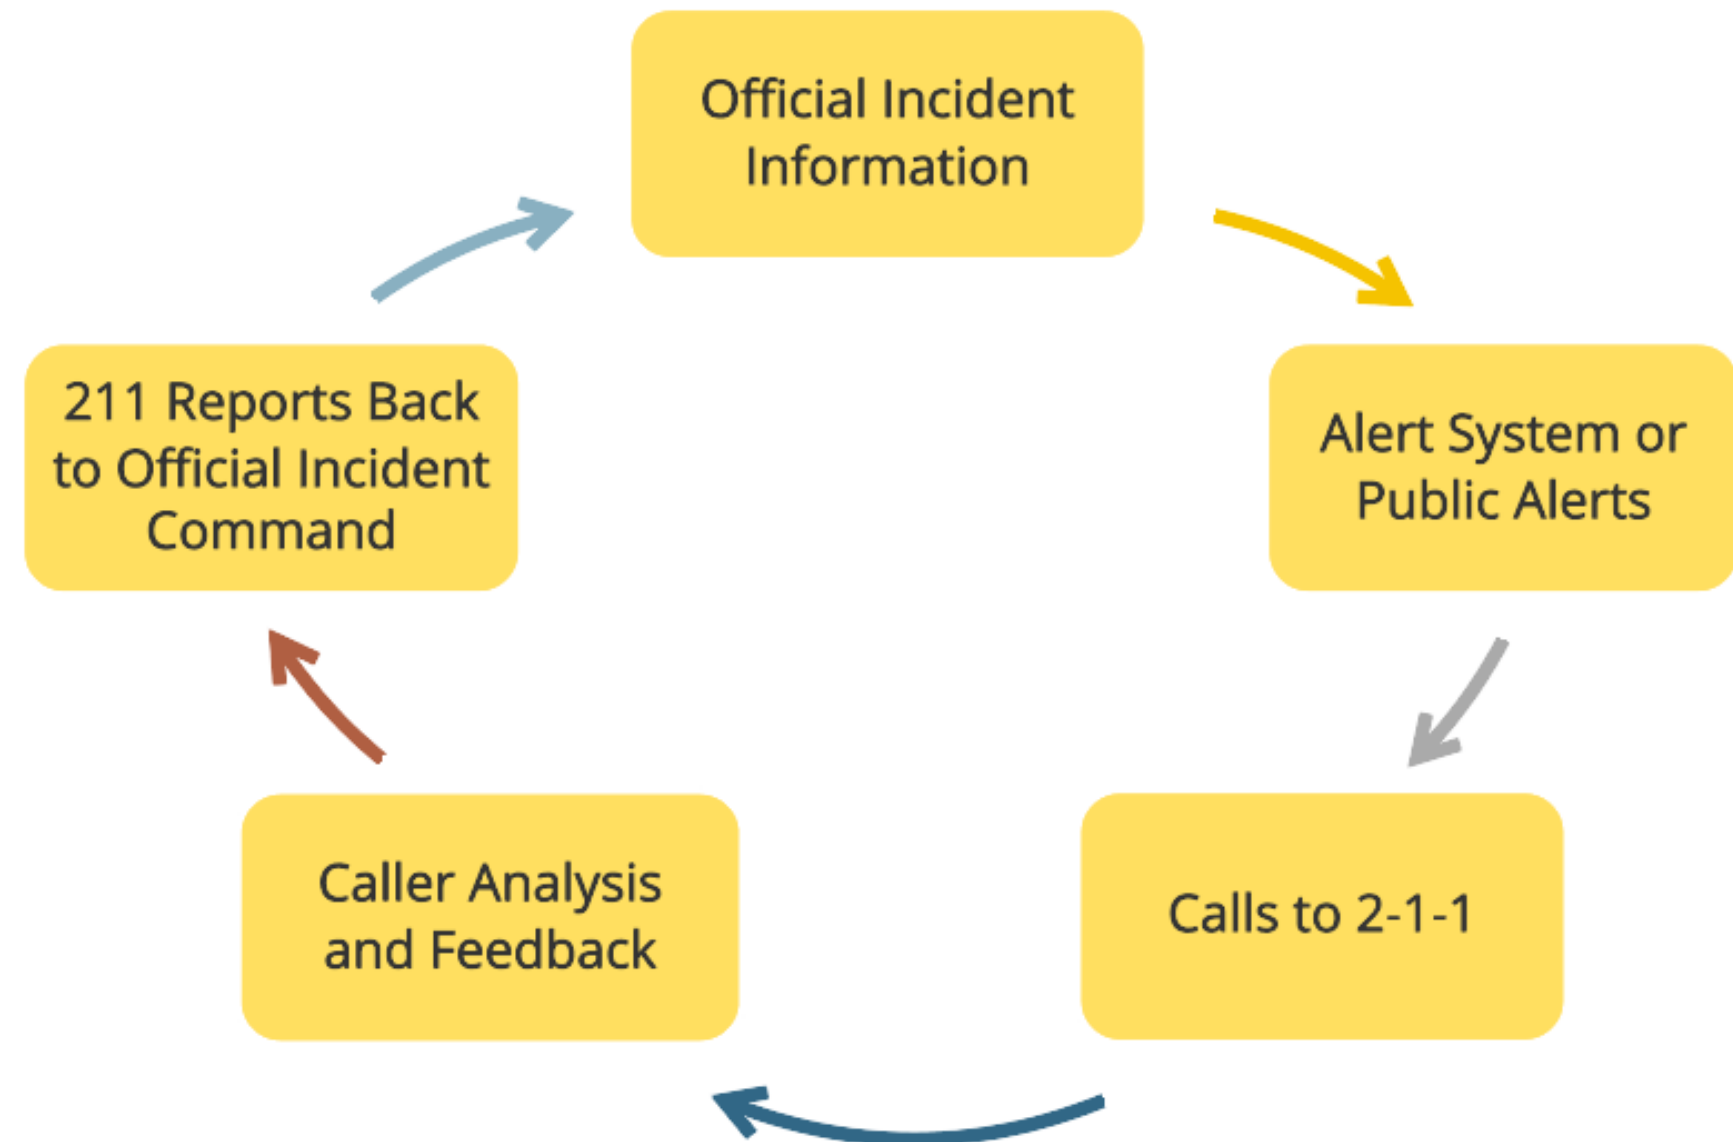 Official Incident
Information
Alert System or
Public Alerts
Calls to 2-1-1
Caller Analysis
and Feedback
211 Reports Back
to Official Incident
Command